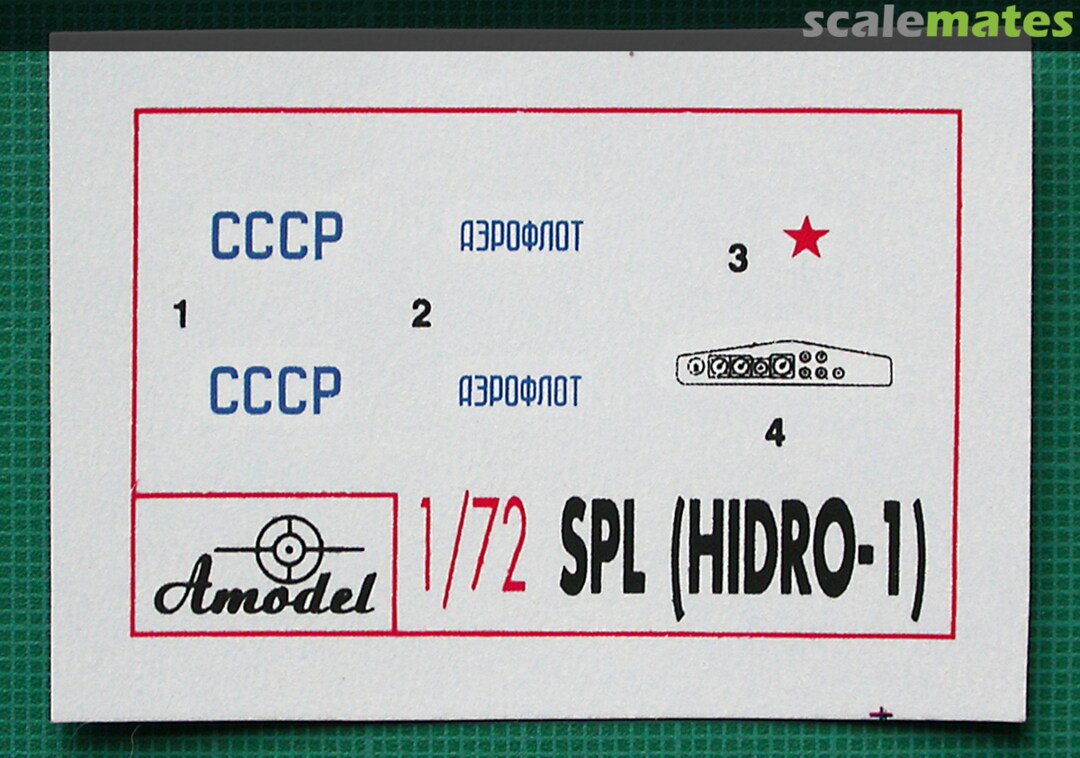 scalemates
СССР АЭРОФЛОТ
3
1 2
СССР АЭРОФЛОТ
4
Amodel
1/72 SPL (HIDRO-1)